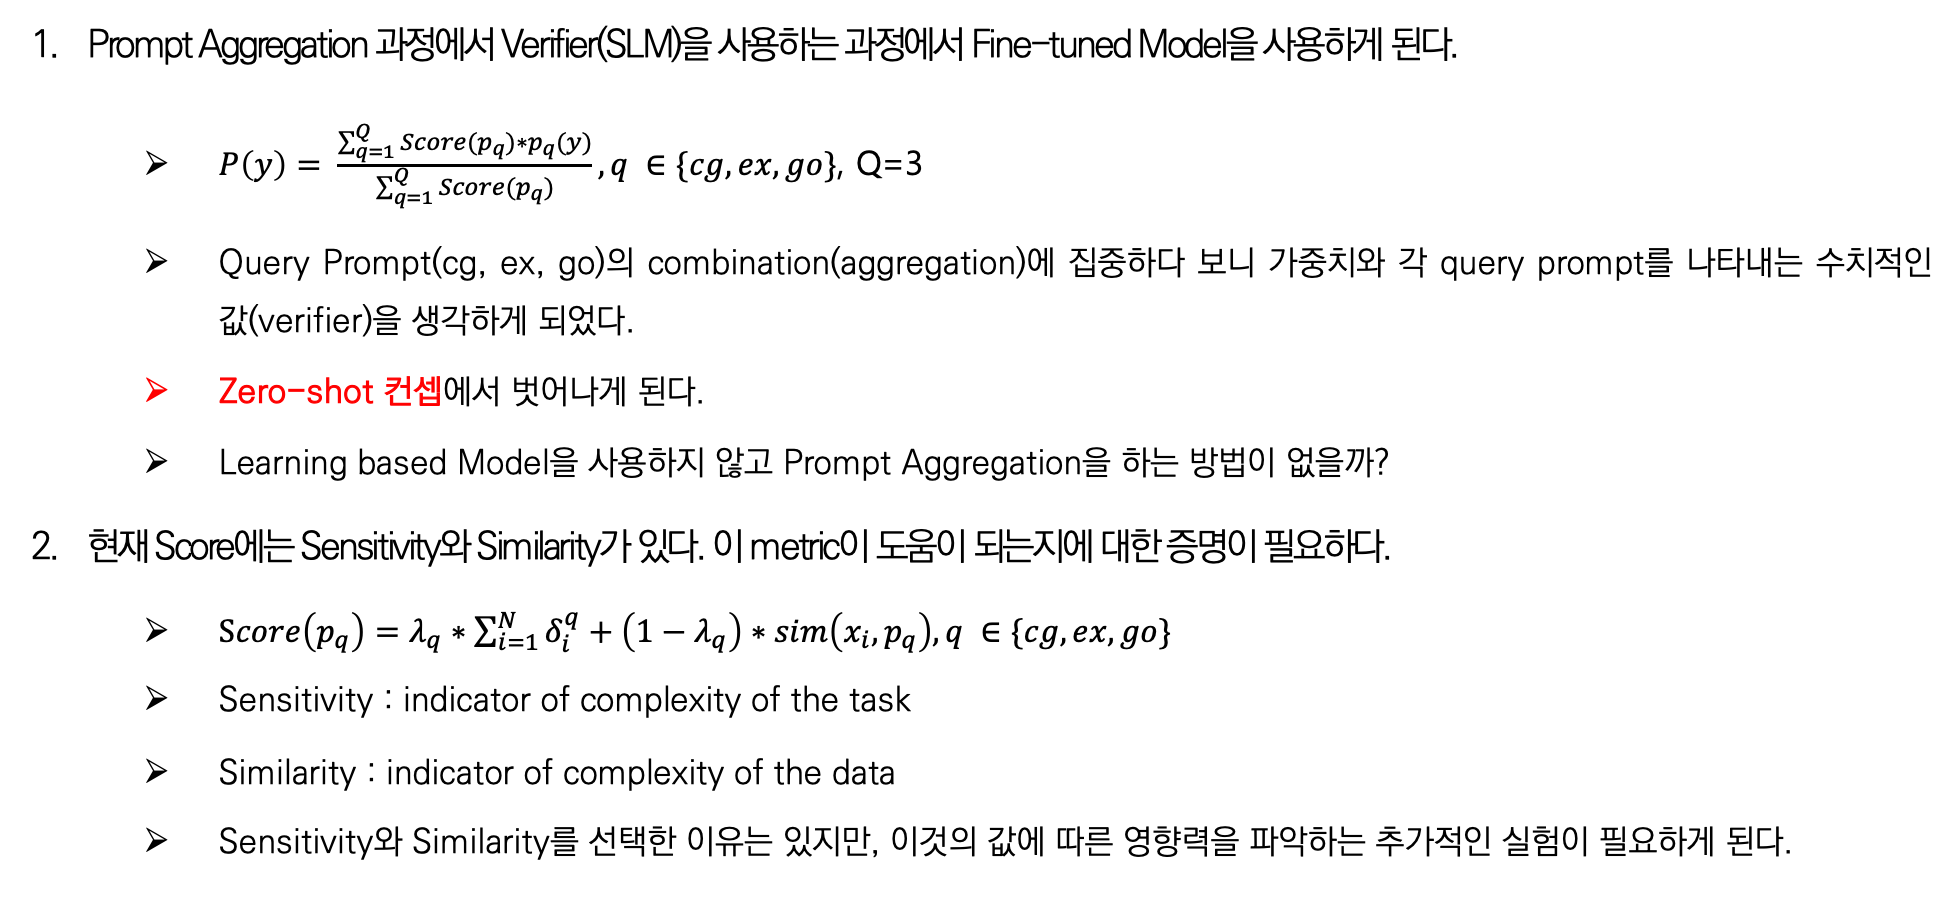 1. Prompt Aggregation 과정에서 Verifier(SLM)을 사용하는 과정에서 Fine-tuned Model을 사용하게 된다.
➢ P(y) = \frac{\sum_{q=1}^{Q} Score(p_q)*p_q(y)}{\sum_{q=1}^{Q} Score(p_q)}, q ∈ {cg, ex, go}, Q=3
➢ Query Prompt(cg, ex, go)의 combination(aggregation)에 집중하다 보니 가중치와 각 query prompt를 나타내는 수치적인
값(verifier)을 생각하게 되었다.
➢ Zero-shot 컨셉에서 벗어나게 된다.
➢ Learning based Model을 사용하지 않고 Prompt Aggregation을 하는 방법이 없을까?
2. 현재 Score에는 Sensitivity와 Similarity가 있다. 이 metric이 도움이 되는지에 대한 증명이 필요하다.
➢ Score(p_q) = λ_q * \sum_{i=1}^{N} δ_i^q + (1 − λ_q) * sim(x_i, p_q), q ∈ {cg, ex, go}
➢ Sensitivity : indicator of complexity of the task
➢ Similarity : indicator of complexity of the data
➢ Sensitivity와 Similarity를 선택한 이유는 있지만, 이것의 값에 따른 영향력을 파악하는 추가적인 실험이 필요하게 된다.